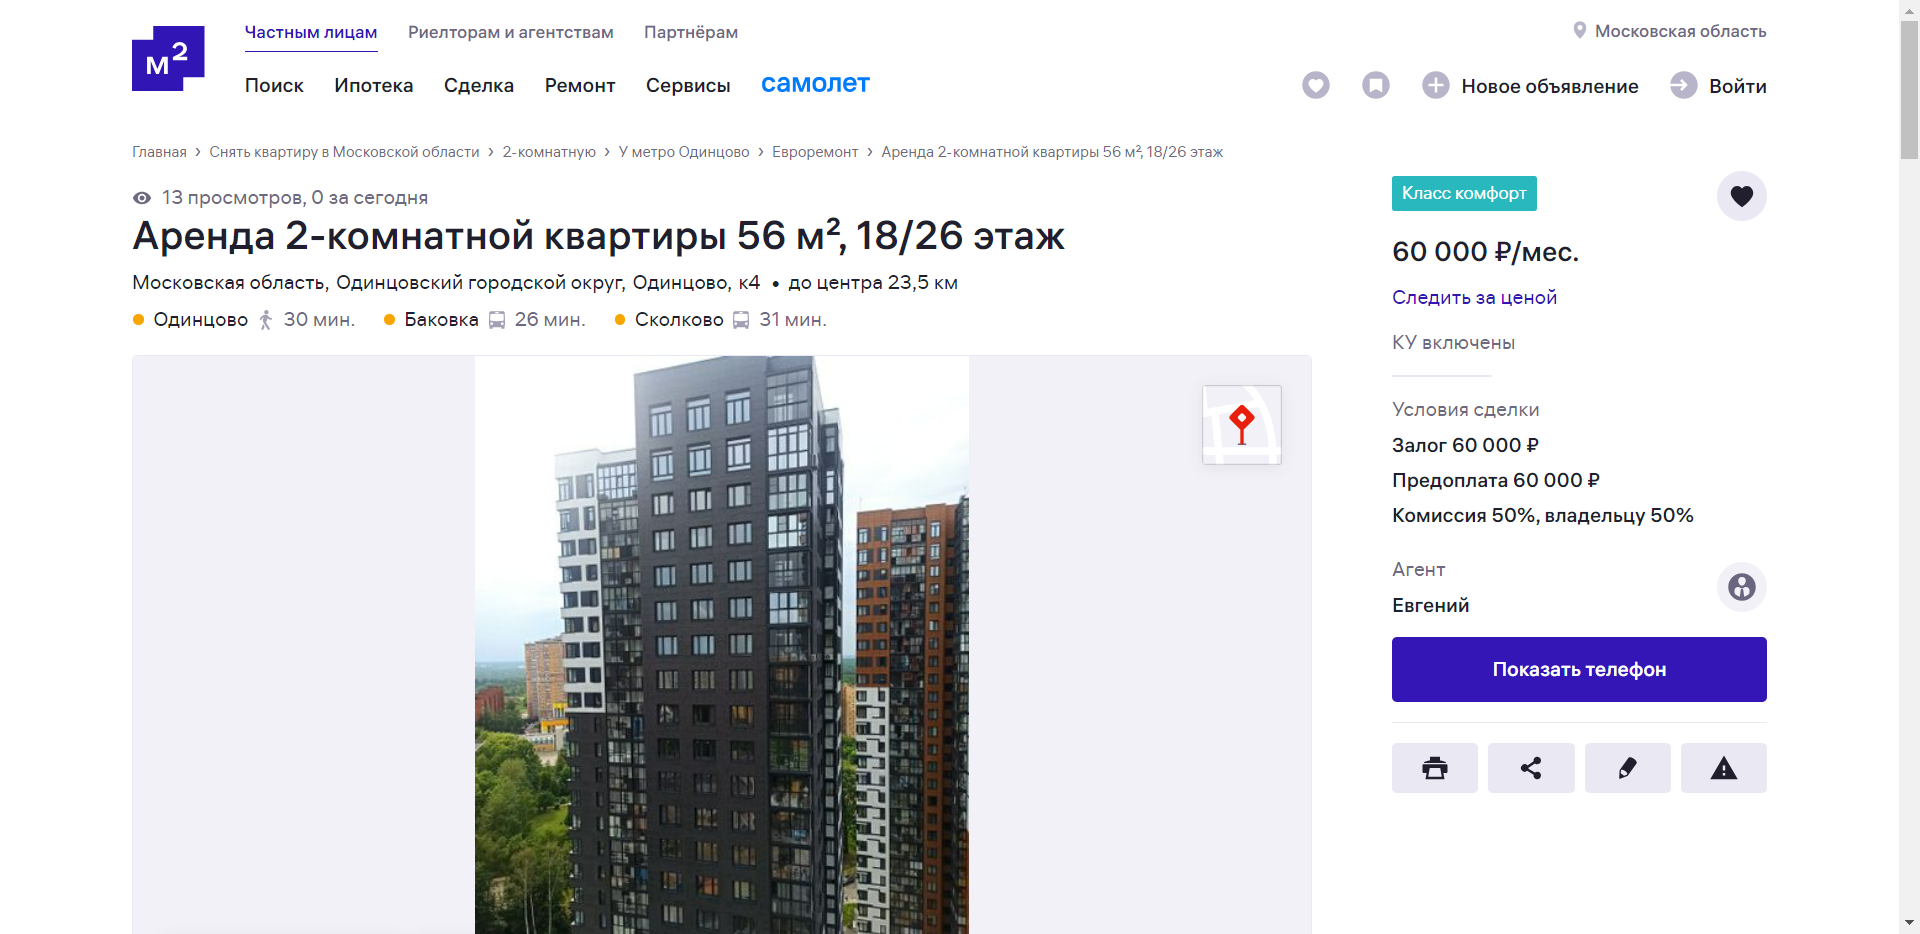 м²
Частным лицам
Риелторам и агентствам
Партнёрам
Московская область
Поиск
Ипотека
Сделка
Ремонт
Сервисы
самолет
Новое объявление
Войти
Главная › Снять квартиру в Московской области › 2-комнатную › У метро Одинцово › Евроремонт › Аренда 2-комнатной квартиры 56 м², 18/26 этаж
13 просмотров, 0 за сегодня
Аренда 2-комнатной квартиры 56 м², 18/26 этаж
Московская область, Одинцовский городской округ, Одинцово, к4 • до центра 23,5 км
Одинцово 30 мин. Баковка 26 мин. Сколково 31 мин.
Класс комфорт
60 000 ₽/мес.
Следить за ценой
КУ включены
Условия сделки
Залог 60 000 ₽
Предоплата 60 000 ₽
Комиссия 50%, владельцу 50%
Агент
Евгений
Показать телефон